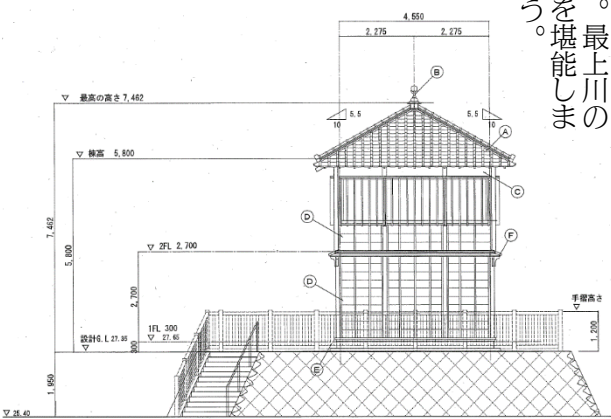 。最上川の
を堪能しま
う。
4,550
2,275
2,275
B
▽ 最高の高さ 7,462
5.5
10
5.5
10
A
▽ 棟高 5,800
C
D
F
▽ 2FL 2,700
D
7,462
5,800
2,700
手摺高さ
▽
1,200
1FL 300
▽ 27.65
設計G.L 27.35
▽
300
E
1,950
▽ 25.40